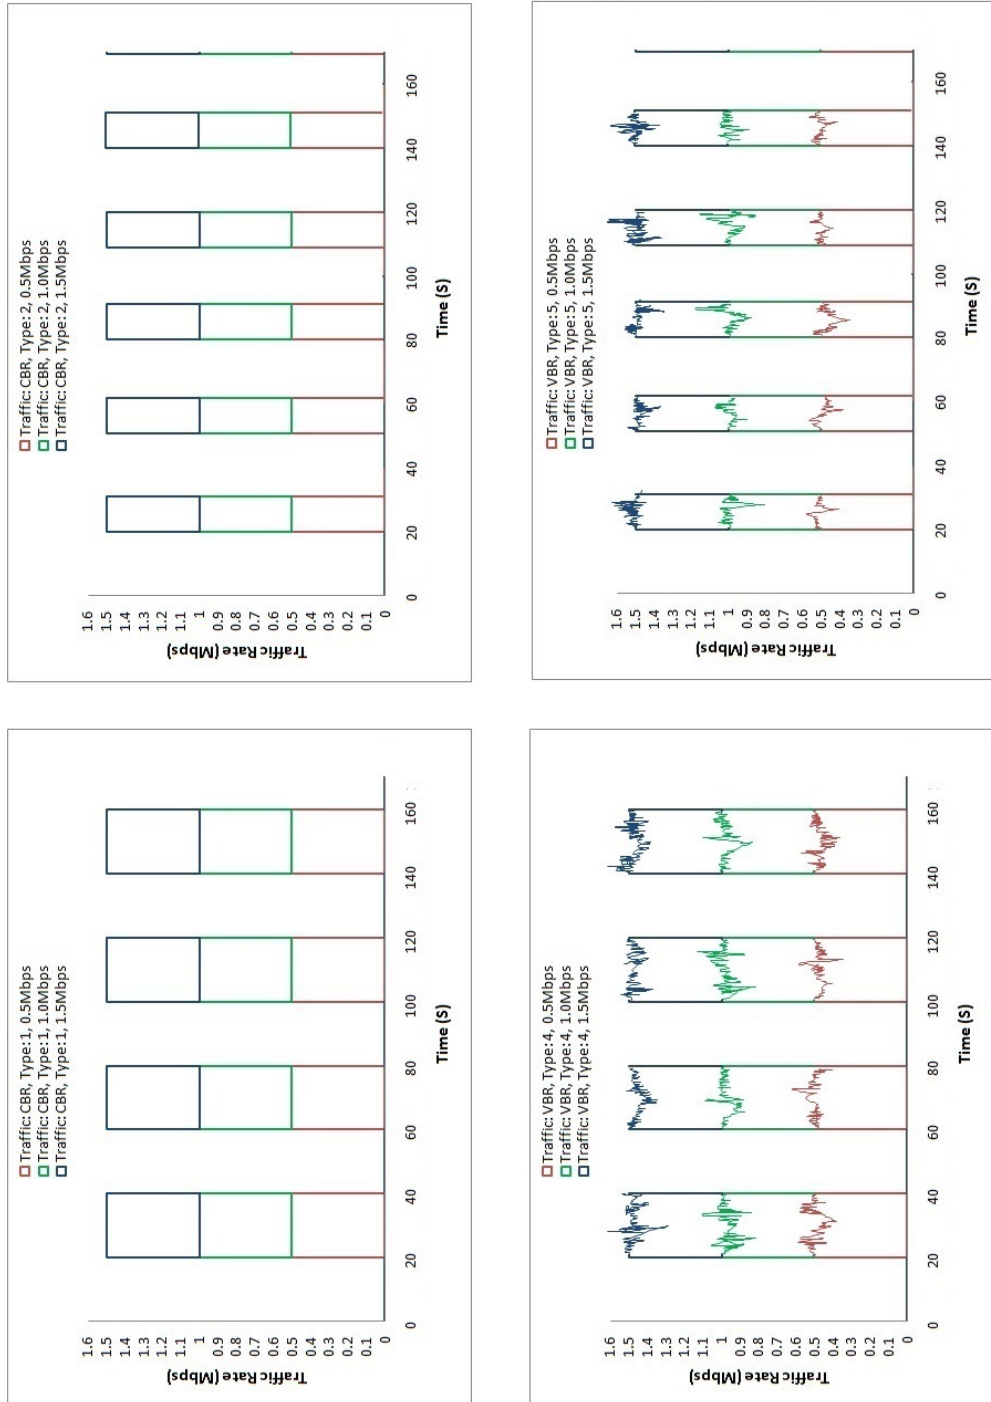 Traffic: CBR, Type: 1, 0.5Mbps
Traffic: CBR, Type: 1, 1.0Mbps
Traffic: CBR, Type: 1, 1.5Mbps
Traffic Rate (Mbps)
1.6
1.5
1.4
1.3
1.2
1.1
1
0.9
0.8
0.7
0.6
0.5
0.4
0.3
0.2
0.1
0
0 20 40 60 80 100 120 140 160
Time (S)
Traffic: CBR, Type: 2, 0.5Mbps
Traffic: CBR, Type: 2, 1.0Mbps
Traffic: CBR, Type: 2, 1.5Mbps
Traffic Rate (Mbps)
1.6
1.5
1.4
1.3
1.2
1.1
1
0.9
0.8
0.7
0.6
0.5
0.4
0.3
0.2
0.1
0
0 20 40 60 80 100 120 140 160
Time (S)
Traffic: VBR, Type: 4, 0.5Mbps
Traffic: VBR, Type: 4, 1.0Mbps
Traffic: VBR, Type: 4, 1.5Mbps
Traffic Rate (Mbps)
1.6
1.5
1.4
1.3
1.2
1.1
1
0.9
0.8
0.7
0.6
0.5
0.4
0.3
0.2
0.1
0
0 20 40 60 80 100 120 140 160
Time (S)
Traffic: VBR, Type: 5, 0.5Mbps
Traffic: VBR, Type: 5, 1.0Mbps
Traffic: VBR, Type: 5, 1.5Mbps
Traffic Rate (Mbps)
1.6
1.5
1.4
1.3
1.2
1.1
1
0.9
0.8
0.7
0.6
0.5
0.4
0.3
0.2
0.1
0
0 20 40 60 80 100 120 140 160
Time (S)